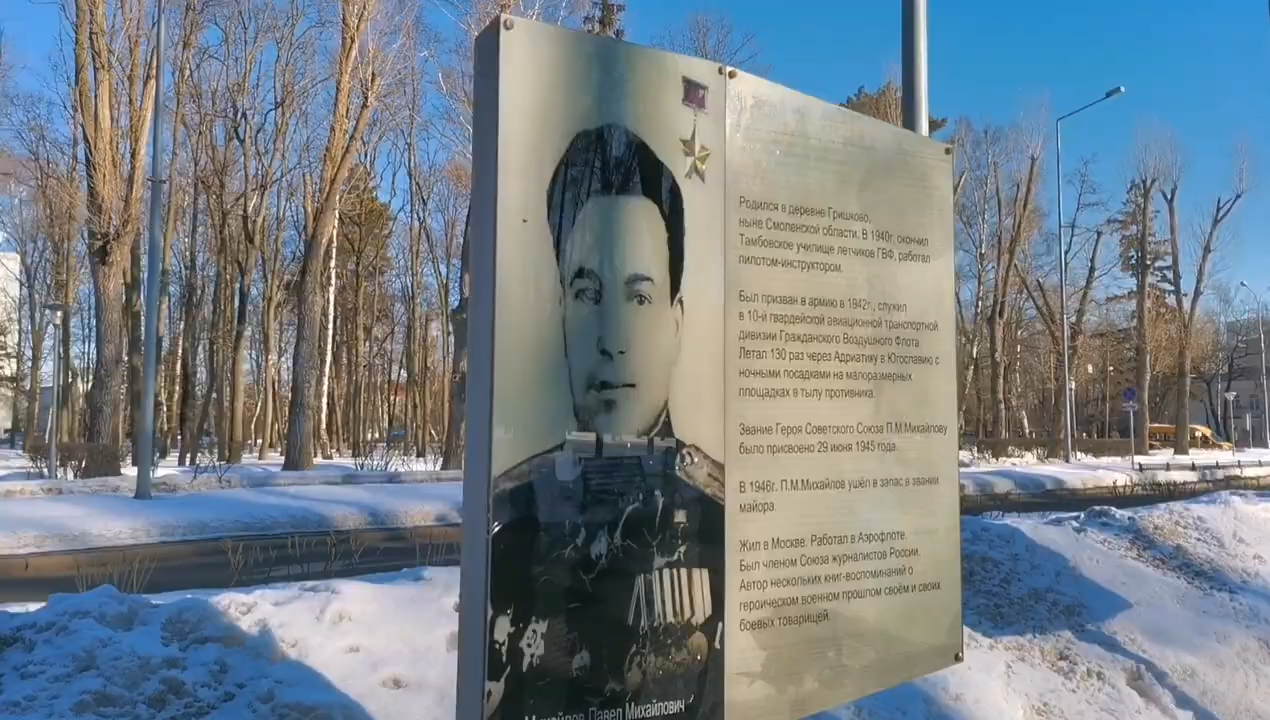 Родился в деревне Гришково,
ныне Смоленской области. В 1940г. окончил
Тамбовское училище летчиков ГВФ, работал
пилотом-инструктором.
Был призван в армию в 1942г., служил
в 10-й гвардейской авиационной транспортной
дивизии Гражданского Воздушного Флота
Летал 130 раз через Адриатику в Югославию с
ночными посадками на малоразмерных
площадках в тылу противника.
Звание Героя Советского Союза П.М.Михайлову
было присвоено 29 июня 1945 года.
В 1946г. П.М.Михайлов ушёл в запас в звании
майора.
Жил в Москве. Работал в Аэрофлоте.
Был членом Союза журналистов России.
Автор нескольких книг-воспоминаний о
героическом военном прошлом своём и своих
боевых товарищей.
Михайлов Павел Михайлович